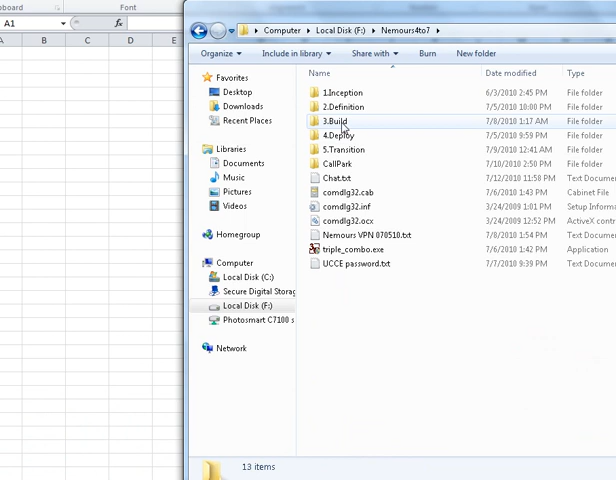 pboard
Font
A1
fx
A B C D E
Computer Local Disk (F:) Nemours4to7
Organize Include in library Share with Burn New folder
Name Date modified Type
Favorites
Desktop
Downloads
Recent Places
Libraries
Documents
Music
Pictures
Videos
Homegroup
Computer
Local Disk (C:)
Secure Digital Storag
Local Disk (F:)
Photosmart C7100 s
Network
1.Inception 6/3/2010 2:45 PM File folder
2.Definition 7/5/2010 10:00 PM File folder
3.Build 7/8/2010 1:17 AM File folder
4.Deploy 7/5/2010 9:59 PM File folder
5.Transition 7/9/2010 12:41 AM File folder
CallPark 7/10/2010 2:50 PM File folder
Chat.txt 7/12/2010 11:50 PM Text Docume
comdlg32.cab 7/6/2010 1:43 PM Cabinet File
comdlg32.inf 3/24/2009 1:01 PM Setup Informa
comdlg32.ocx 3/24/2009 12:52 PM ActiveX contr
Nemours VPN 070510.txt 7/8/2010 1:54 PM Text Docume
triple_combo.exe 7/6/2010 1:42 PM Application
UCCE password.txt 7/7/2010 9:39 PM Text Docume
13 items